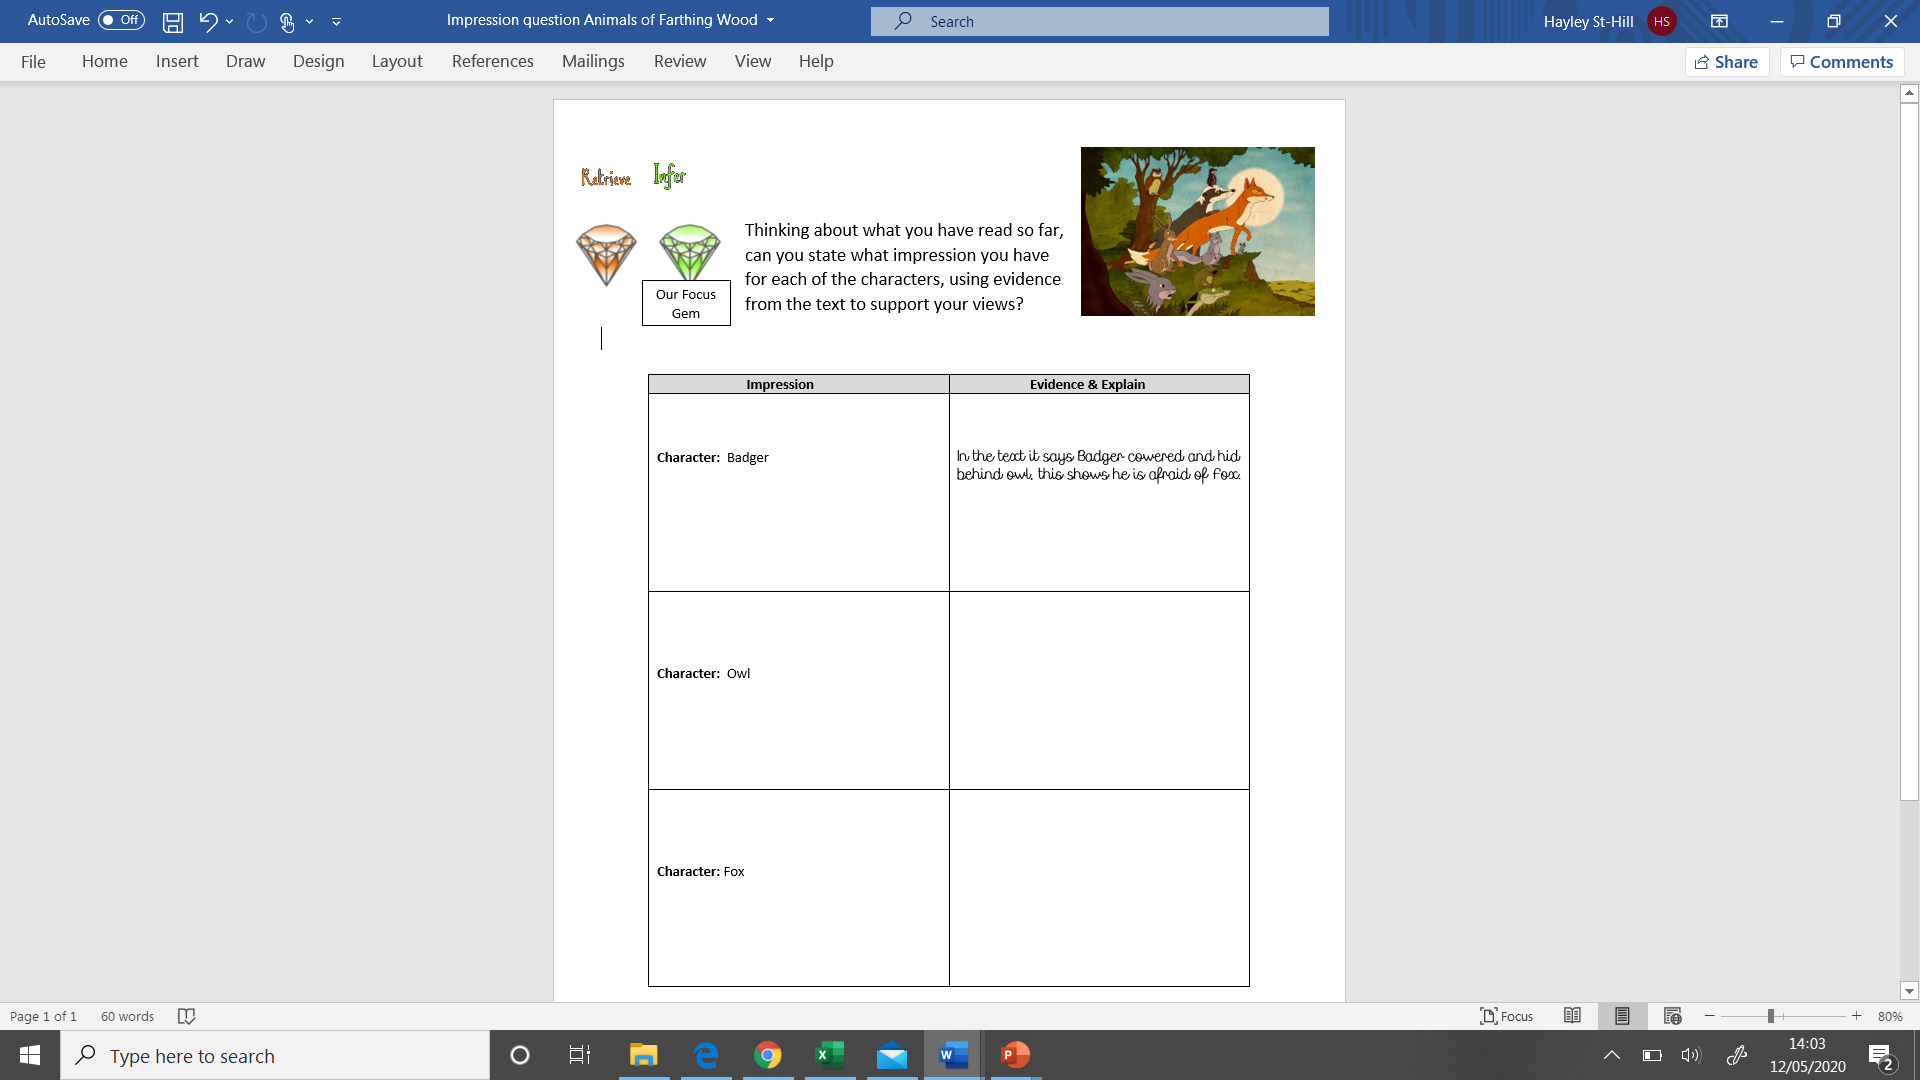 AutoSave Off Impression question Animals of Farthing Wood Search Hayley St-Hill HS
File Home Insert Draw Design Layout References Mailings Review View Help Share Comments
Retrieve Infer
Thinking about what you have read so far,
can you state what impression you have
for each of the characters, using evidence
from the text to support your views?
Our Focus
Gem
Impression Evidence & Explain
Character: Badger
In the text it says Badger cowered and hid
behind owl. this shows he is afraid of Fox.
Character: Owl
Character: Fox
Page 1 of 1 60 words Focus 80%
Type here to search
X
W
P
14:03
12/05/2020
2